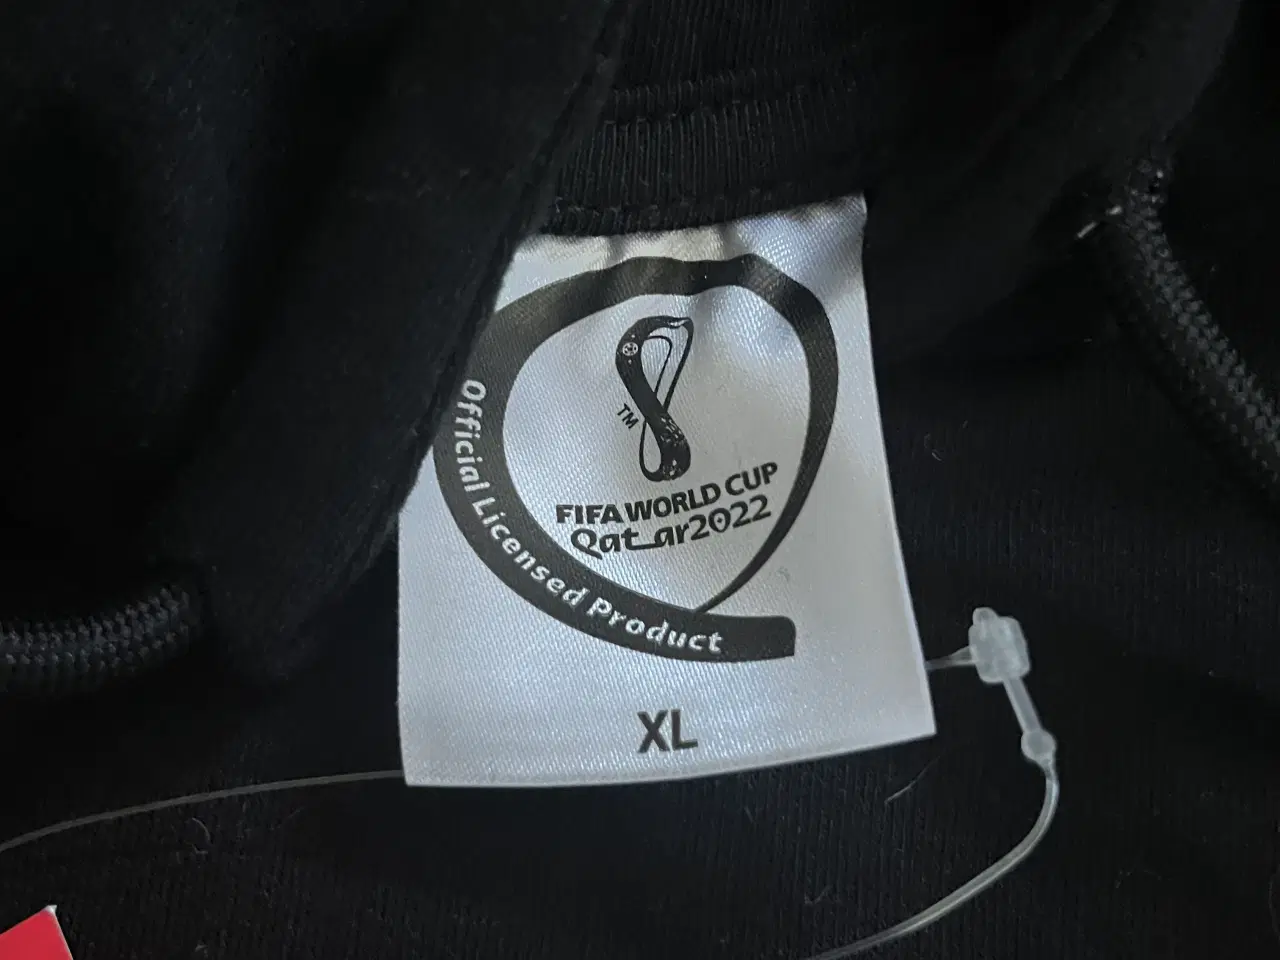 TM
FIFA WORLD CUP
Qatar2022
Official Licensed Product
XL